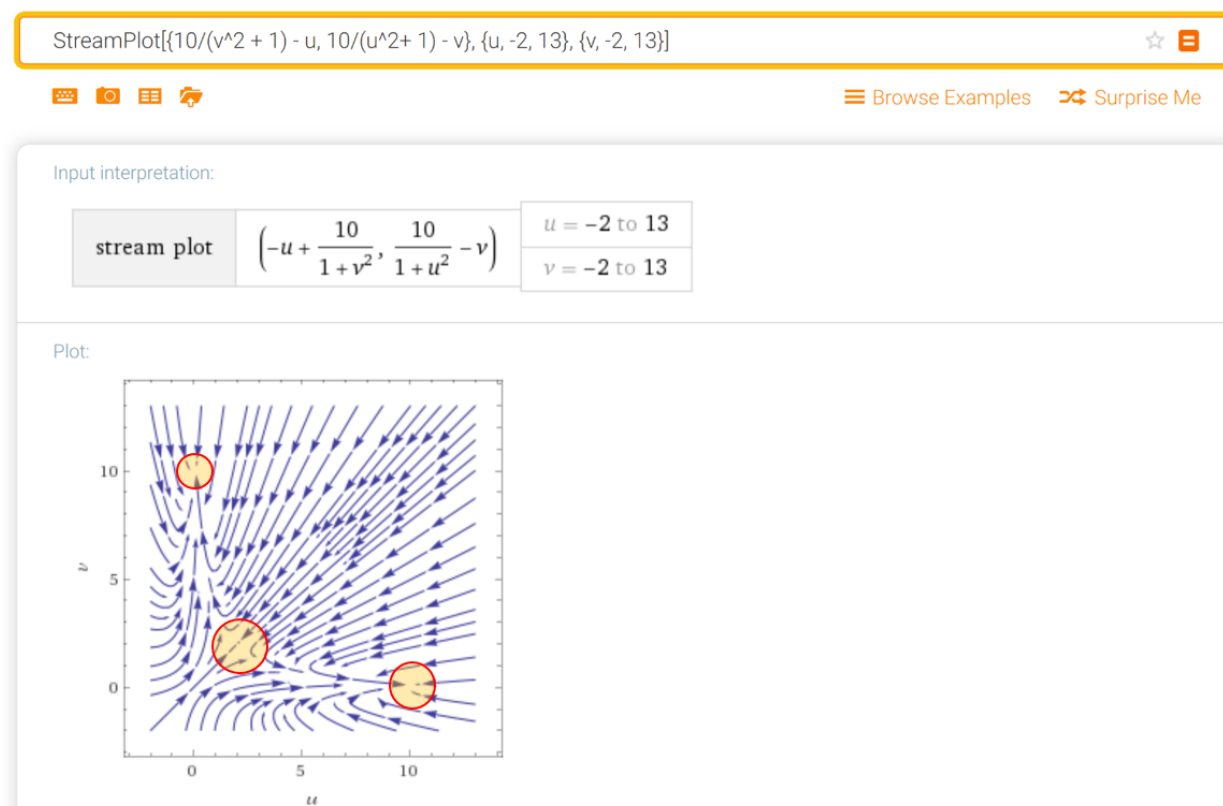 StreamPlot[{10/(v^2 + 1) - u, 10/(u^2+ 1) - v}, {u, -2, 13}, {v, -2, 13}]
Browse Examples Surprise Me
Input interpretation:
stream plot (-u + 10/(1 + v²), 10/(1 + u²) - v) u = -2 to 13
v = -2 to 13
Plot:
10
5
0
v
0 5 10
u